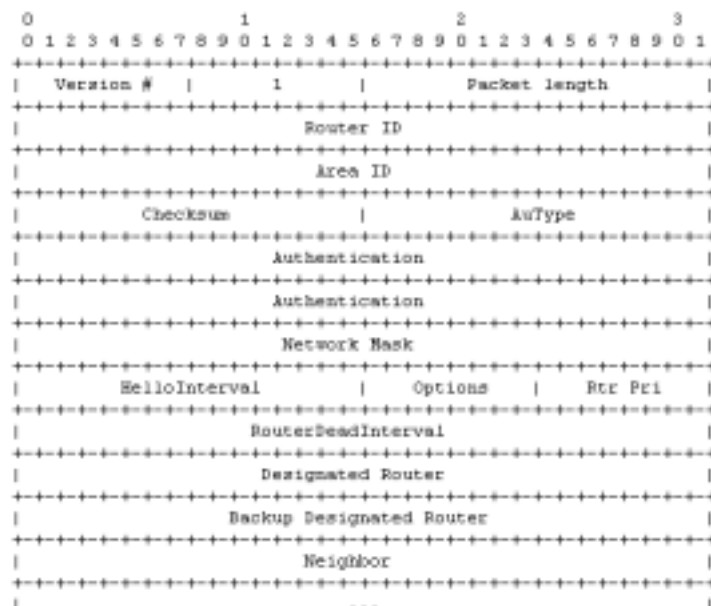 0 1 2 3
0 1 2 3 4 5 6 7 8 9 0 1 2 3 4 5 6 7 8 9 0 1 2 3 4 5 6 7 8 9 0 1
+-+-+-+-+-+-+-+-+-+-+-+-+-+-+-+-+-+-+-+-+-+-+-+-+-+-+-+-+-+-+-+-+
| Version # | 1 | Packet length |
+-+-+-+-+-+-+-+-+-+-+-+-+-+-+-+-+-+-+-+-+-+-+-+-+-+-+-+-+-+-+-+-+
| Router ID |
+-+-+-+-+-+-+-+-+-+-+-+-+-+-+-+-+-+-+-+-+-+-+-+-+-+-+-+-+-+-+-+-+
| Area ID |
+-+-+-+-+-+-+-+-+-+-+-+-+-+-+-+-+-+-+-+-+-+-+-+-+-+-+-+-+-+-+-+-+
| Checksum | AuType |
+-+-+-+-+-+-+-+-+-+-+-+-+-+-+-+-+-+-+-+-+-+-+-+-+-+-+-+-+-+-+-+-+
| Authentication |
+-+-+-+-+-+-+-+-+-+-+-+-+-+-+-+-+-+-+-+-+-+-+-+-+-+-+-+-+-+-+-+-+
| Authentication |
+-+-+-+-+-+-+-+-+-+-+-+-+-+-+-+-+-+-+-+-+-+-+-+-+-+-+-+-+-+-+-+-+
| Network Mask |
+-+-+-+-+-+-+-+-+-+-+-+-+-+-+-+-+-+-+-+-+-+-+-+-+-+-+-+-+-+-+-+-+
| HelloInterval | Options | Rtr Pri |
+-+-+-+-+-+-+-+-+-+-+-+-+-+-+-+-+-+-+-+-+-+-+-+-+-+-+-+-+-+-+-+-+
| RouterDeadInterval |
+-+-+-+-+-+-+-+-+-+-+-+-+-+-+-+-+-+-+-+-+-+-+-+-+-+-+-+-+-+-+-+-+
| Designated Router |
+-+-+-+-+-+-+-+-+-+-+-+-+-+-+-+-+-+-+-+-+-+-+-+-+-+-+-+-+-+-+-+-+
| Backup Designated Router |
+-+-+-+-+-+-+-+-+-+-+-+-+-+-+-+-+-+-+-+-+-+-+-+-+-+-+-+-+-+-+-+-+
| Neighbor |
+-+-+-+-+-+-+-+-+-+-+-+-+-+-+-+-+-+-+-+-+-+-+-+-+-+-+-+-+-+-+-+-+
| ... |